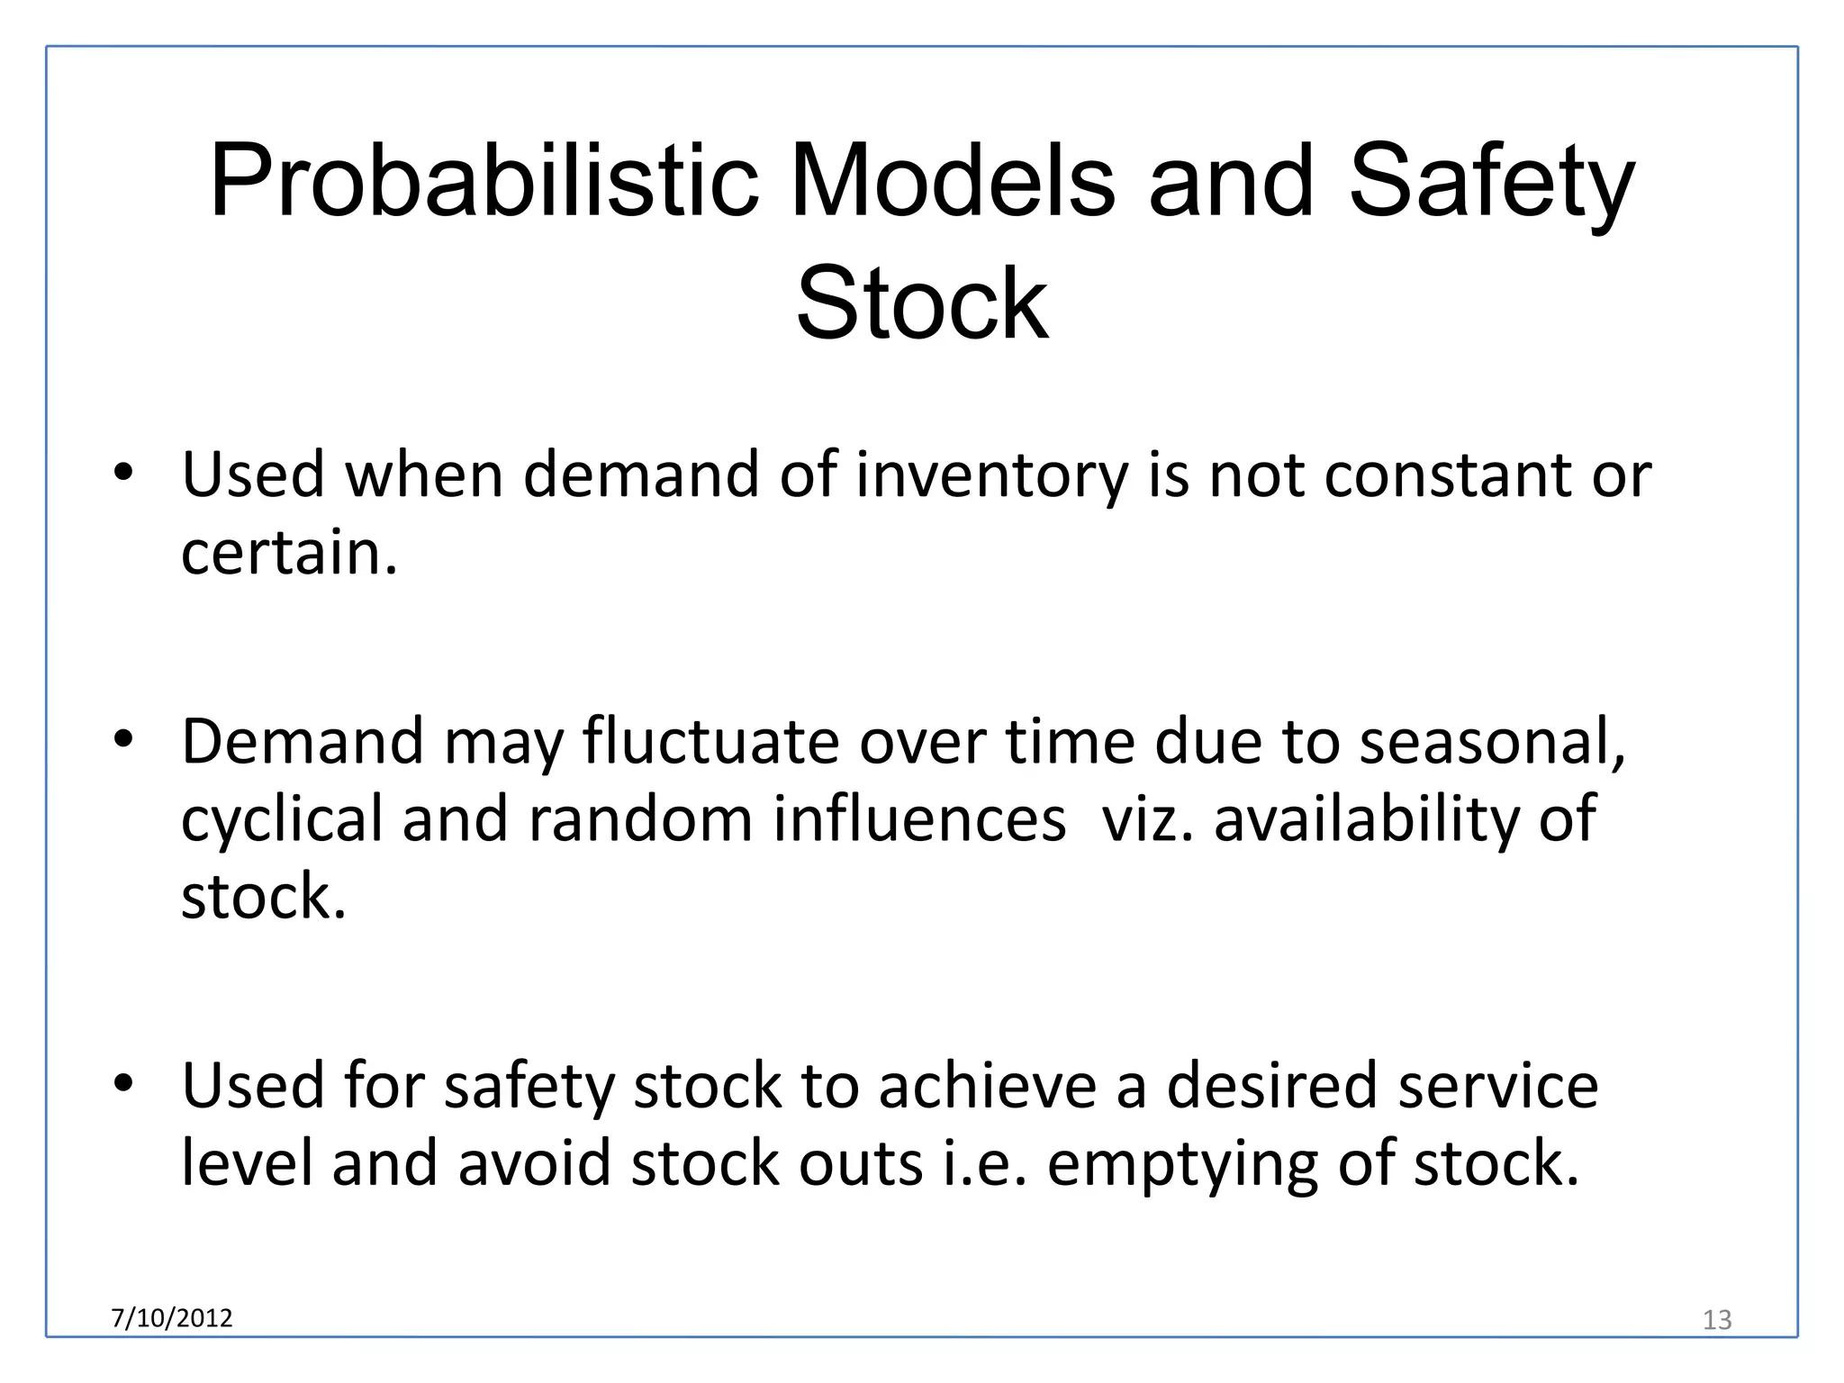 Probabilistic Models and Safety
Stock
• Used when demand of inventory is not constant or
certain.
• Demand may fluctuate over time due to seasonal,
cyclical and random influences  viz. availability of
stock.
• Used for safety stock to achieve a desired service
level and avoid stock outs i.e. emptying of stock.
7/10/2012
13